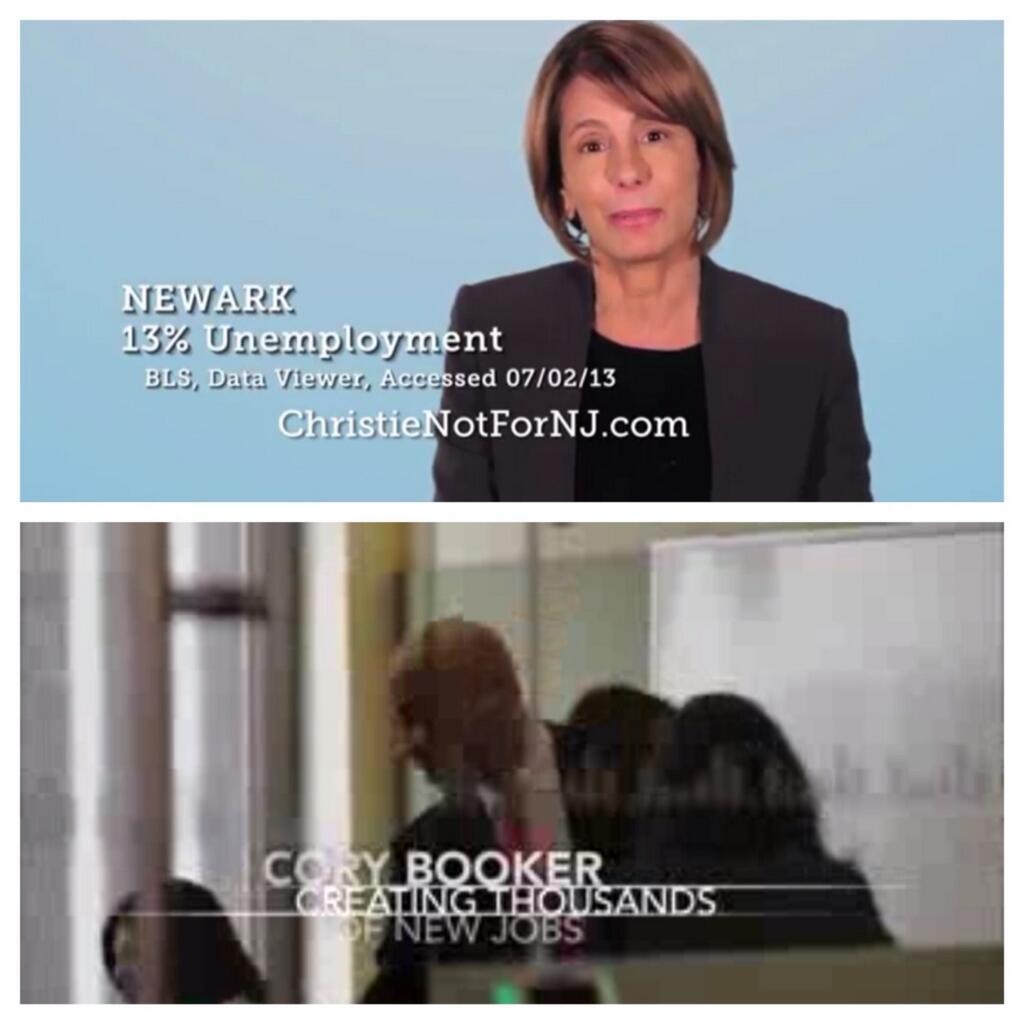 NEWARK
13% Unemployment
BLS, Data Viewer, Accessed 07/02/13
ChristieNotForNJ.com
CORY BOOKER
CREATING THOUSANDS
OF NEW JOBS